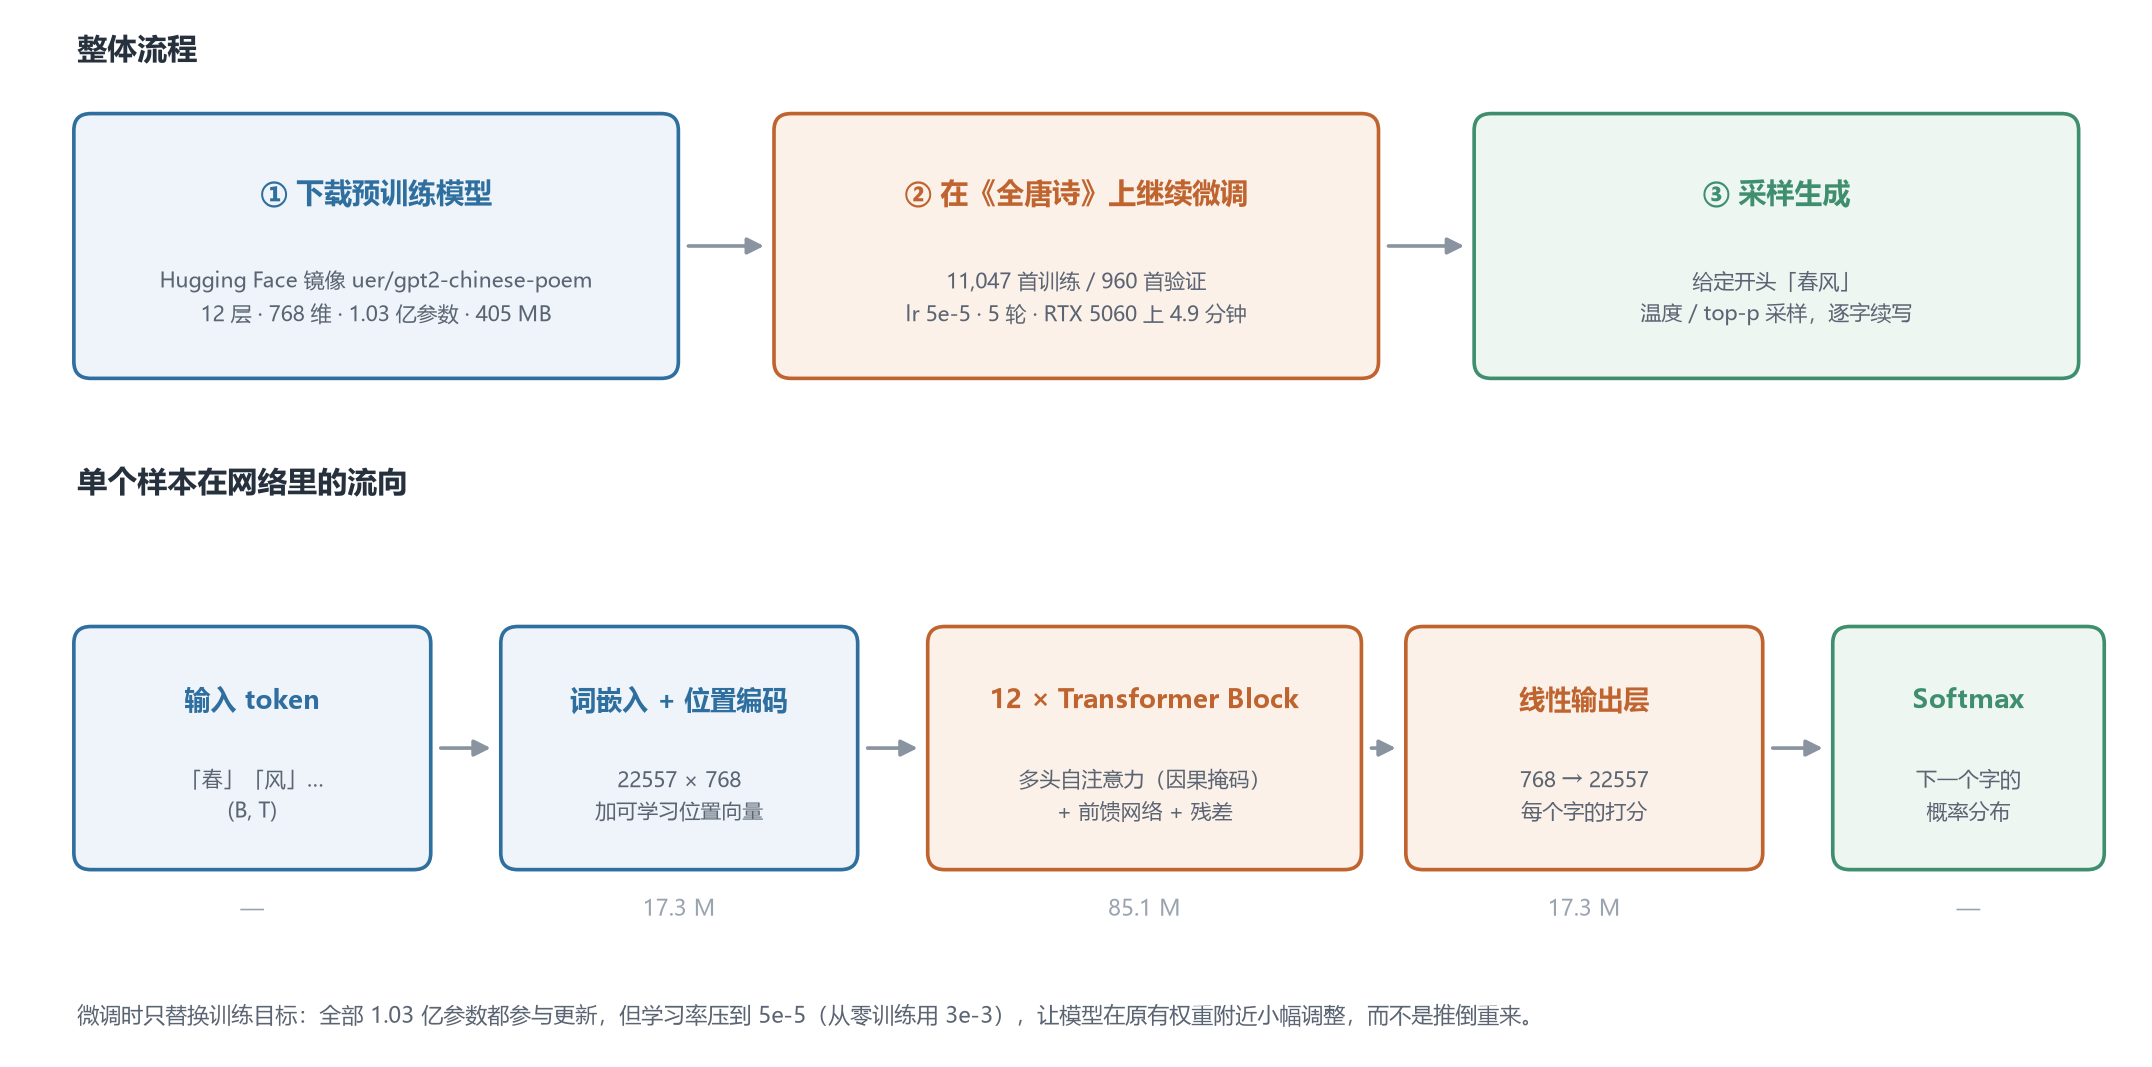 整体流程
① 下载预训练模型
Hugging Face 镜像 uer/gpt2-chinese-poem
12 层 · 768 维 · 1.03 亿参数 · 405 MB
② 在《全唐诗》上继续微调
11,047 首训练 / 960 首验证
lr 5e-5 · 5 轮 · RTX 5060 上 4.9 分钟
③ 采样生成
给定开头「春风」
温度 / top-p 采样，逐字续写
单个样本在网络里的流向
输入 token
「春」「风」…
(B, T)
—
词嵌入 + 位置编码
22557 × 768
加可学习位置向量
17.3 M
12 × Transformer Block
多头自注意力（因果掩码）
+ 前馈网络 + 残差
85.1 M
线性输出层
768 → 22557
每个字的打分
17.3 M
Softmax
下一个字的
概率分布
—
微调时只替换训练目标：全部 1.03 亿参数都参与更新，但学习率压到 5e-5（从零训练用 3e-3），让模型在原有权重附近小幅调整，而不是推倒重来。